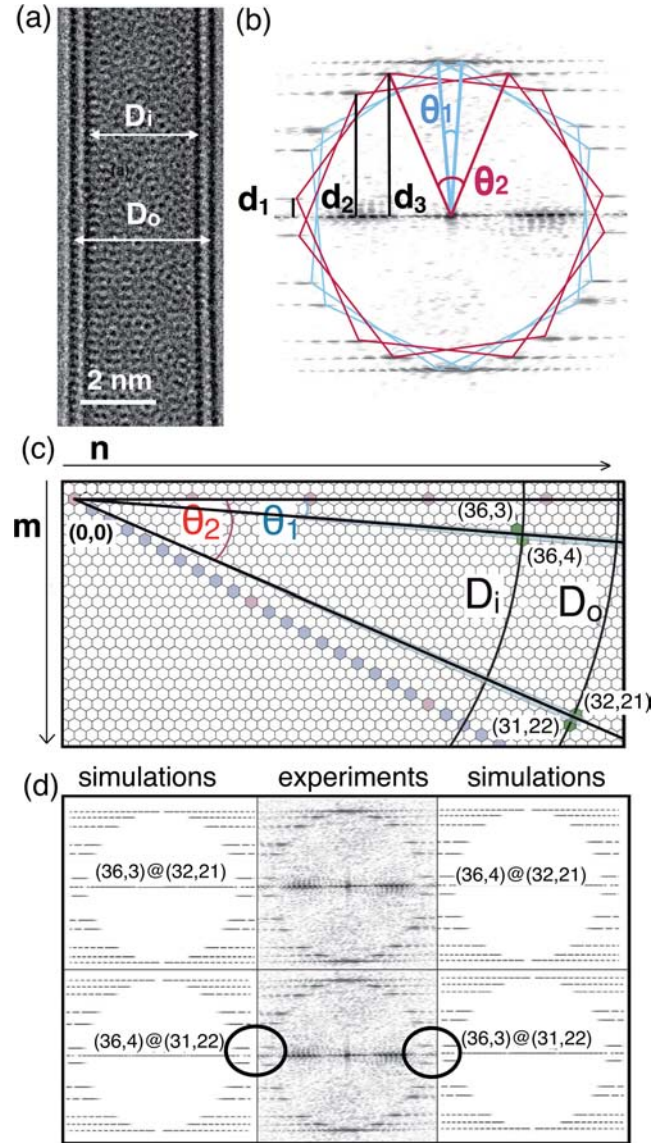 (a)
Di
Do
2 nm
(b)
θ1
θ2
d1
d2
d3
(c)
n
m
(0,0)
θ2
θ1
(36,3)
(36,4)
Di
Do
(32,21)
(31,22)
simulations experiments simulations
(d)
(36,3)@(32,21)
(36,4)@(32,21)
(36,4)@(31,22)
(36,3)@(31,22)